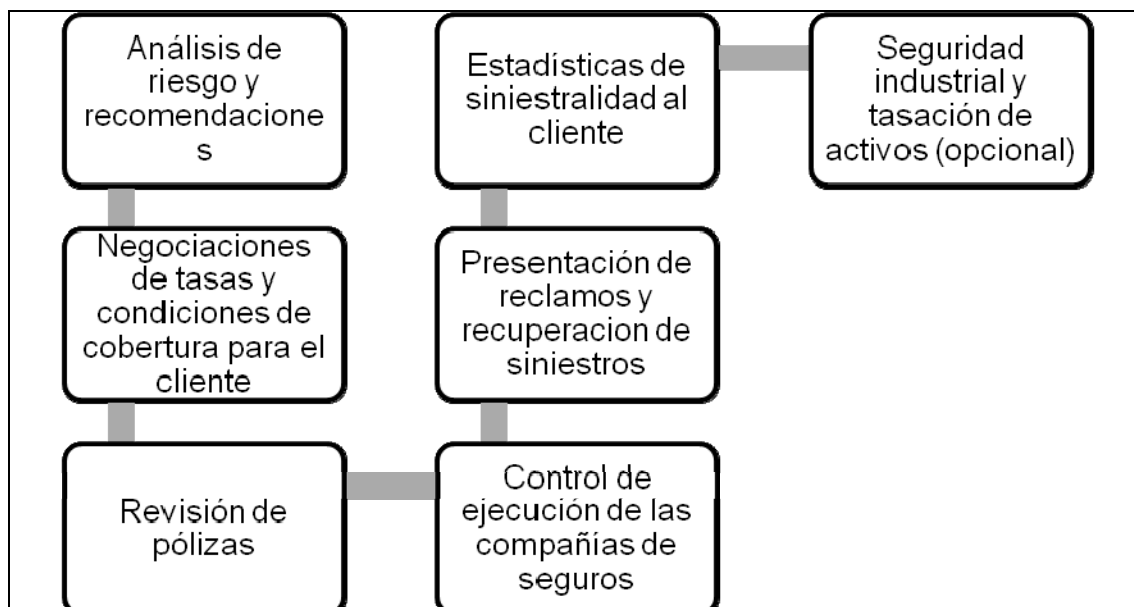 Análisis de
riesgo y
recomendacione
s
Negociaciones
de tasas y
condiciones de
cobertura para el
cliente
Revisión de
pólizas
Control de
ejecución de las
compañías de
seguros
Presentación de
reclamos y
recuperacion de
siniestros
Estadísticas de
siniestralidad al
cliente
Seguridad
industrial y
tasación de
activos (opcional)